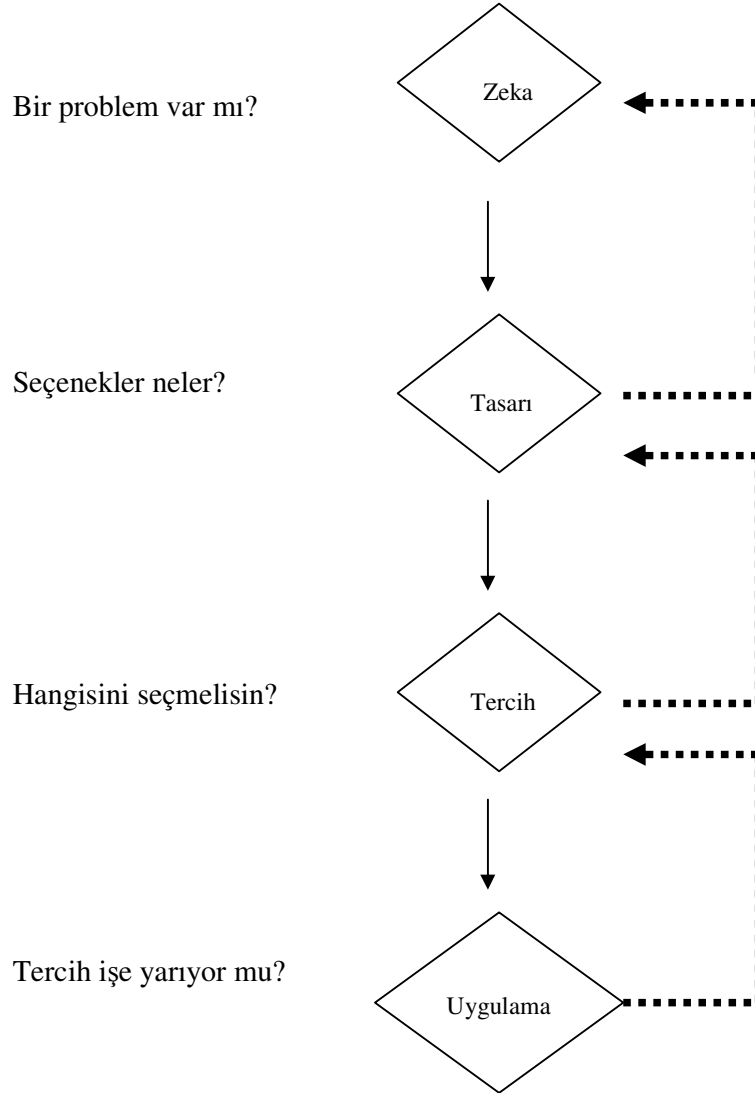 Zeka
Bir problem var mı?
Seçenekler neler?
Tasarı
Hangisini seçmelisin?
Tercih
Tercih işe yarıyor mu?
Uygulama